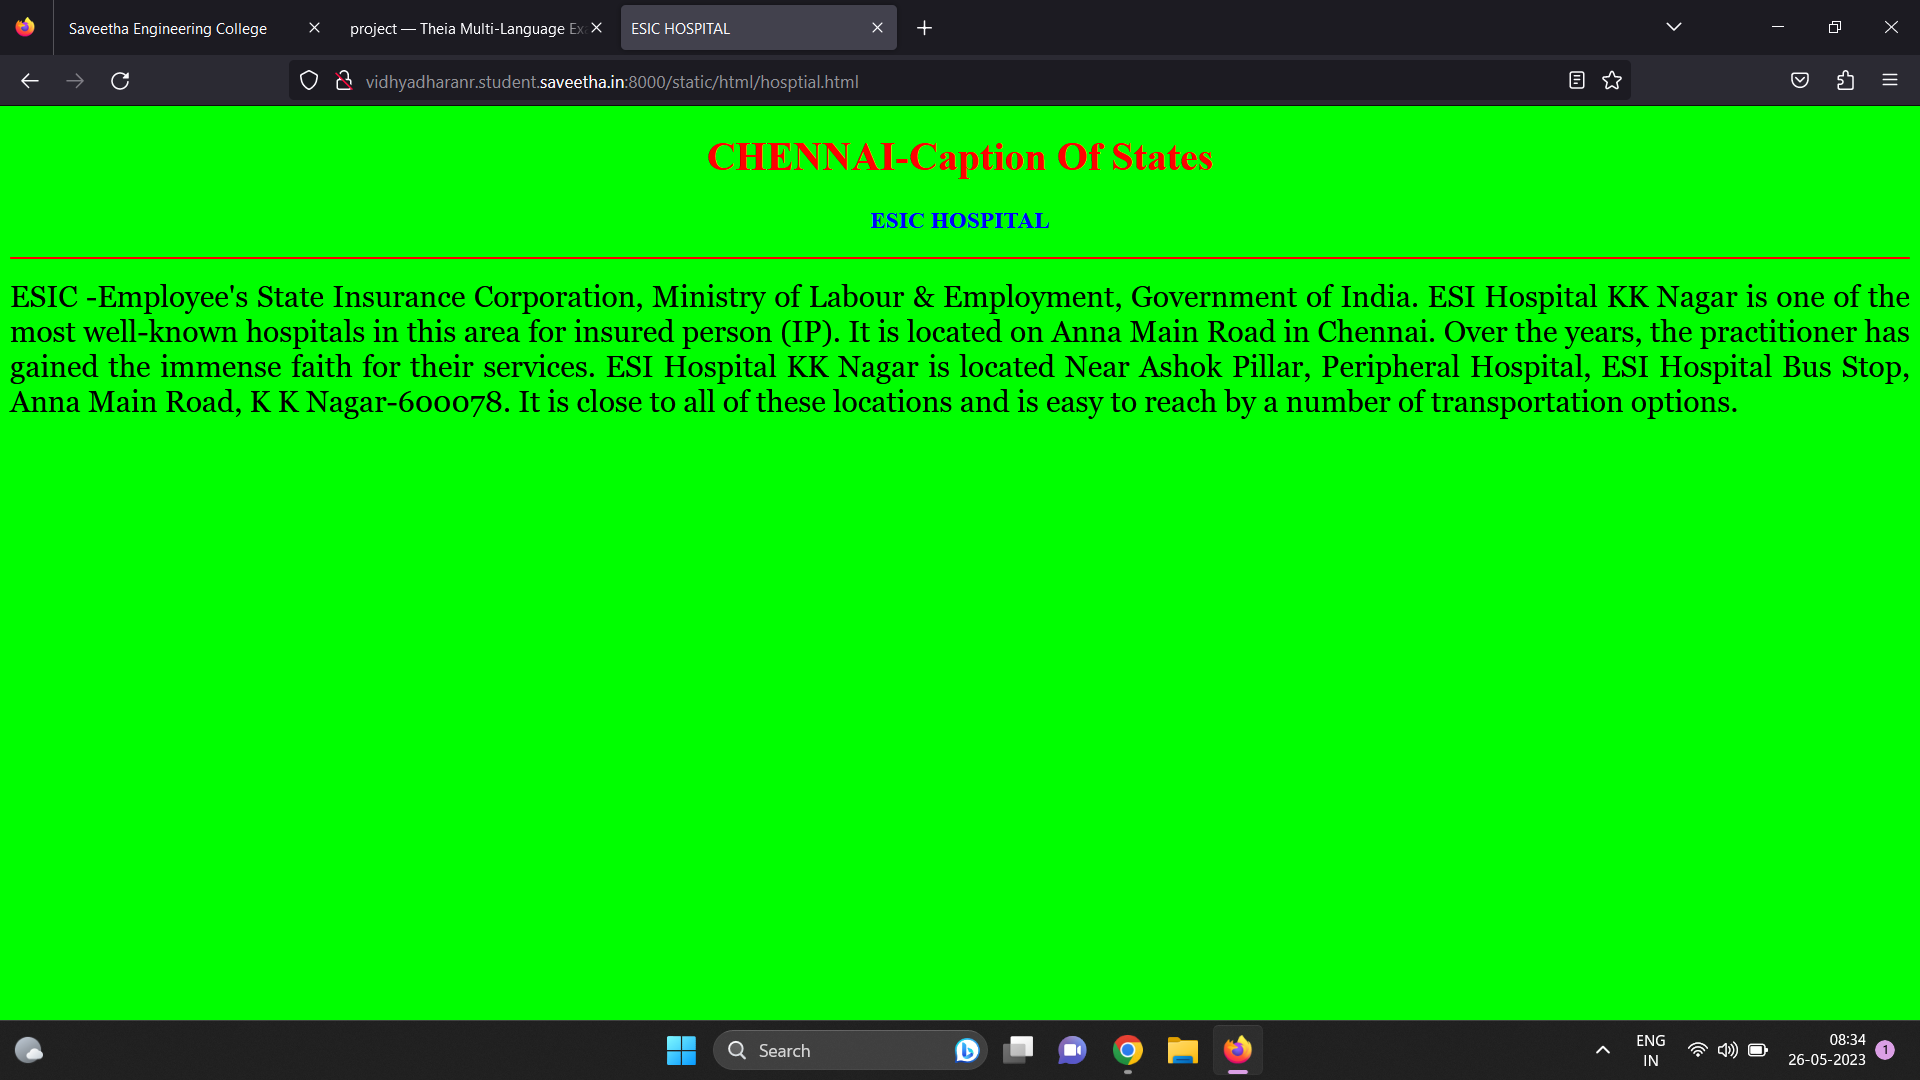 Saveetha Engineering College
project — Theia Multi-Language Ex
ESIC HOSPITAL
vidhyadharanr.student.saveetha.in:8000/static/html/hosptial.html
CHENNAI-Caption Of States
ESIC HOSPITAL
ESIC -Employee's State Insurance Corporation, Ministry of Labour & Employment, Government of India. ESI Hospital KK Nagar is one of the
most well-known hospitals in this area for insured person (IP). It is located on Anna Main Road in Chennai. Over the years, the practitioner has
gained the immense faith for their services. ESI Hospital KK Nagar is located Near Ashok Pillar, Peripheral Hospital, ESI Hospital Bus Stop,
Anna Main Road, K K Nagar-600078. It is close to all of these locations and is easy to reach by a number of transportation options.
Search
ENG
IN
08:34
26-05-2023
1